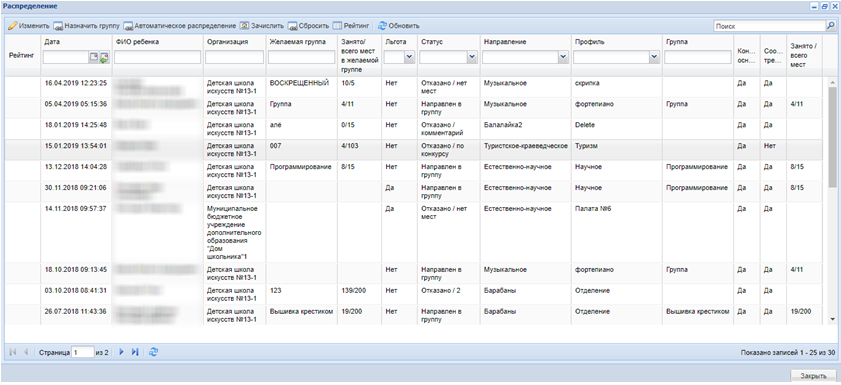 Распределение
Изменить Назначить группу Автоматическое распределение Зачислить Сбросить Рейтинг Обновить Поиск
Рейтинг Дата ФИО ребенка Организация Желаемая группа Занято/ всего мест в желаемой группе Льгота Статус Направление Профиль Группа Кон... осн... Соо... тре... Занято / всего мест
16.04.2019 12:23:25 Детская школа искусств №13-1 ВОСКРЕЩЕННЫЙ 10/5 Нет Отказано / нет мест Музыкальное скрипка Да Да
05.04.2019 05:15:36 Детская школа искусств №13-1 Группа 4/11 Нет Направлен в группу Музыкальное фортепиано Группа Да Да 4/11
18.01.2019 14:25:48 Детская школа искусств №13-1 алё 0/15 Нет Отказано / комментарий Балалайка2 Delete Да Да
15.01.2019 13:54:01 Детская школа искусств №13-1 007 4/103 Нет Отказано / по конкурсу Туристско-краеведческое Туризм Да Нет
13.12.2018 14:04:28 Детская школа искусств №13-1 Программирование 8/15 Нет Направлен в группу Естественно-научное Научное Программирование Да Да 8/15
30.11.2018 09:21:06 Детская школа искусств №13-1 Да Направлен в группу Естественно-научное Научное Программирование Да Да 8/15
14.11.2018 09:57:37 Муниципальное бюджетное учреждение дополнительного образования "Дом школьника"1 Да Отказано / нет мест Естественно-научное Палата №6 Да Да
18.10.2018 09:13:45 Детская школа искусств №13-1 Нет Направлен в группу Музыкальное фортепиано Группа Да Да 4/11
03.10.2018 08:41:31 Детская школа искусств №13-1 123 139/200 Нет Отказано / 2 Барабаны Отделение Да Да
26.07.2018 11:43:36 Детская школа искусств №13-1 Вышивка крестиком 19/200 Нет Направлен в группу Барабаны Отделение Вышивка крестиком Да Да 19/200
Страница 1 из 2 Показано записей 1 - 25 из 30
Закрыть